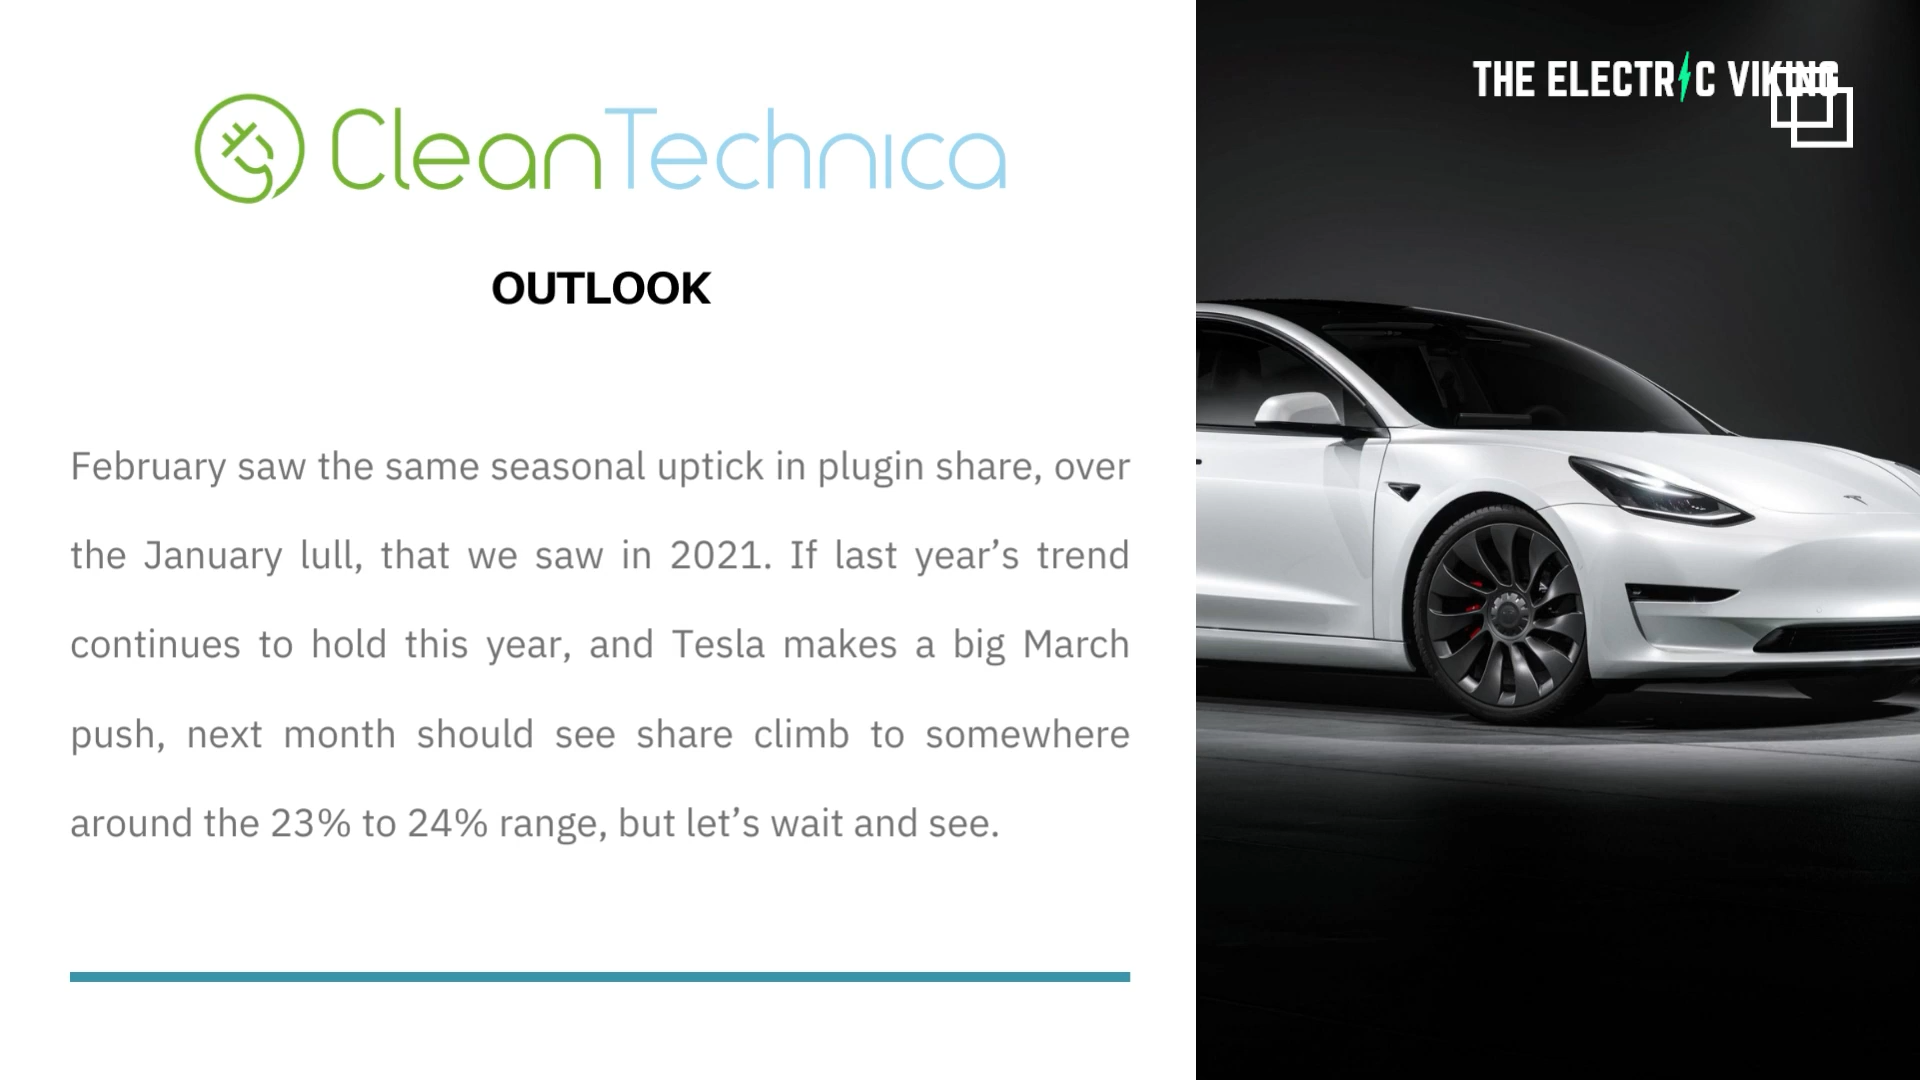 CleanTechnica
THE ELECTRIC VIKING
OUTLOOK
February saw the same seasonal uptick in plugin share, over
the January lull, that we saw in 2021. If last year’s trend
continues to hold this year, and Tesla makes a big March
push, next month should see share climb to somewhere
around the 23% to 24% range, but let’s wait and see.